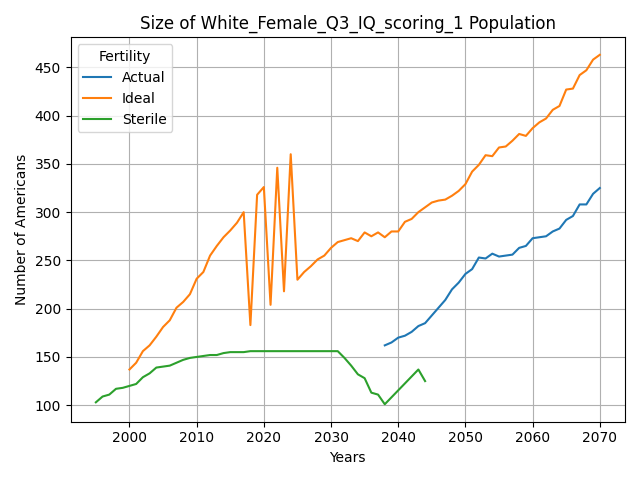 Size of White_Female_Q3_IQ_scoring_1 Population
Fertility
Actual
Ideal
Sterile
Number of Americans
450
400
350
300
250
200
150
100
2000 2010 2020 2030 2040 2050 2060 2070
Years